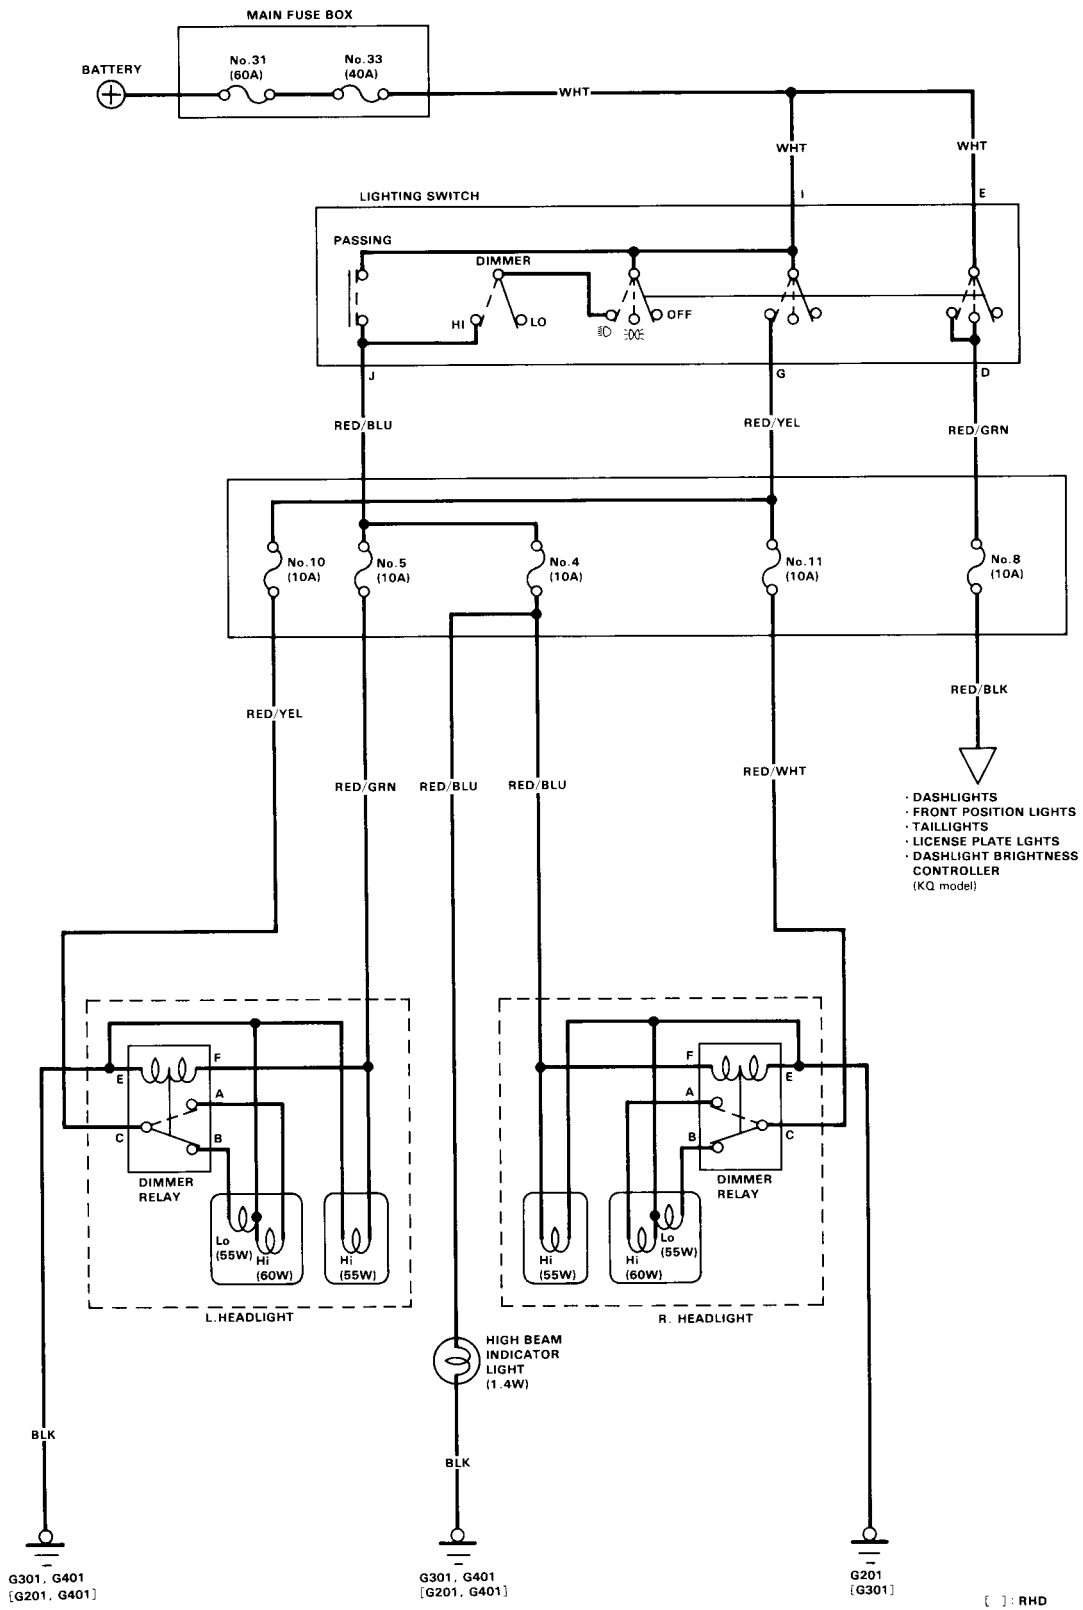 MAIN FUSE BOX
BATTERY
No.31
(60A)
No.33
(40A)
WHT
WHT
WHT
LIGHTING SWITCH
I
E
PASSING
DIMMER
HI
LO
OFF
J
G
D
RED/BLU
RED/YEL
RED/GRN
No.10
(10A)
No.5
(10A)
No.4
(10A)
No.11
(10A)
No.8
(10A)
RED/YEL
RED/GRN
RED/BLU
RED/BLU
RED/WHT
RED/BLK
· DASHLIGHTS
· FRONT POSITION LIGHTS
· TAILLIGHTS
· LICENSE PLATE LGHTS
· DASHLIGHT BRIGHTNESS
CONTROLLER
(KQ model)
E
F
A
C
B
DIMMER
RELAY
Lo
(55W)
Hi
(60W)
Hi
(55W)
L.HEADLIGHT
F
E
A
B
C
DIMMER
RELAY
Hi
(55W)
Hi
(60W)
Lo
(55W)
R. HEADLIGHT
HIGH BEAM
INDICATOR
LIGHT
(1.4W)
BLK
BLK
G301, G401
[G201, G401]
G301, G401
[G201, G401]
G201
[G301]
[ ]: RHD